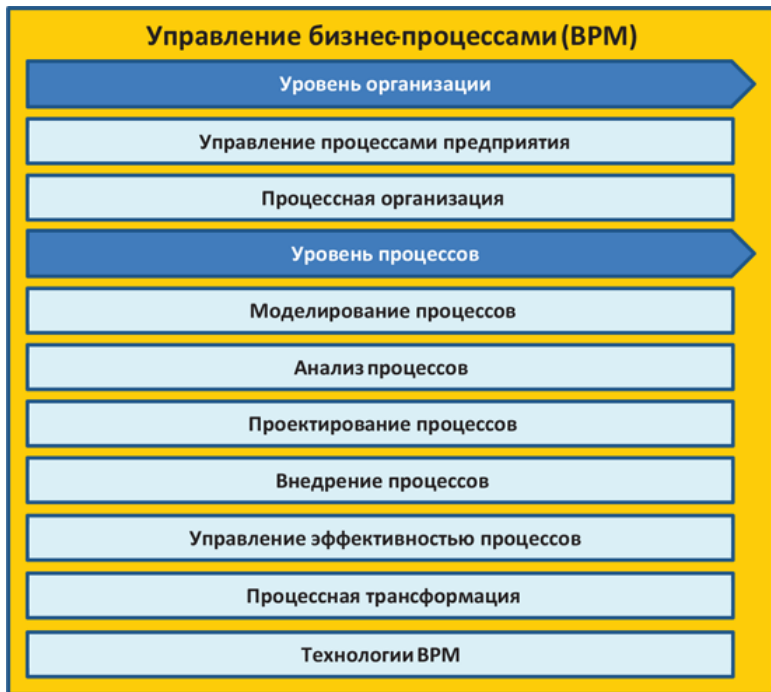 Управление бизнес-процессами (BPM)
Уровень организации
Управление процессами предприятия
Процессная организация
Уровень процессов
Моделирование процессов
Анализ процессов
Проектирование процессов
Внедрение процессов
Управление эффективностью процессов
Процессная трансформация
Технологии BPM